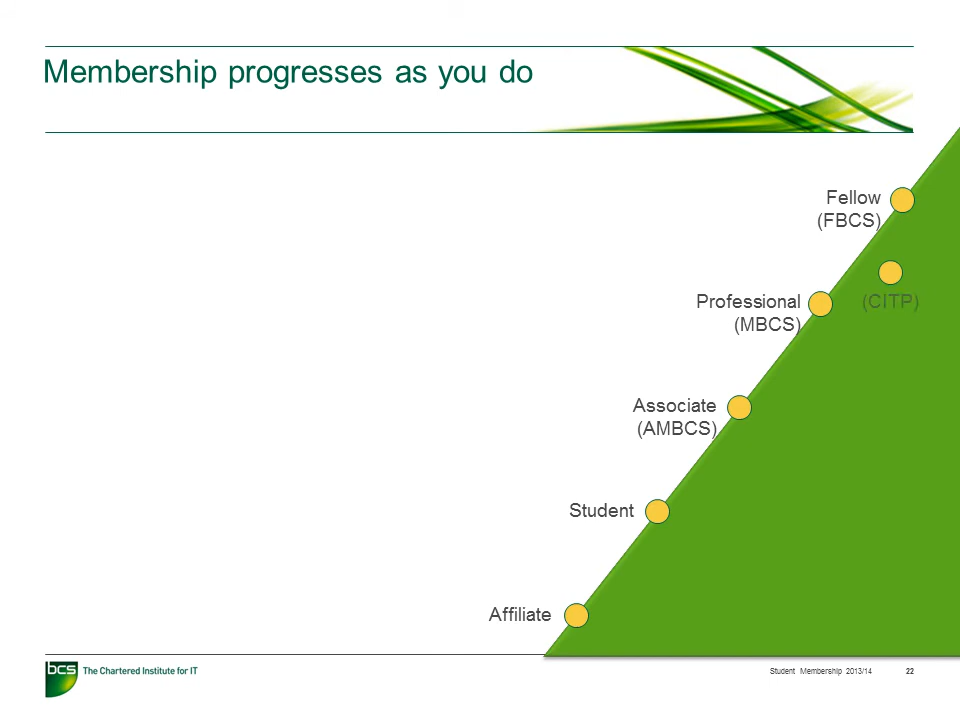 Membership progresses as you do
Fellow
(FBCS)
Professional
(MBCS)
(CITP)
Associate
(AMBCS)
Student
Affiliate
bcs The Chartered Institute for IT
Student Membership 2013/14 22